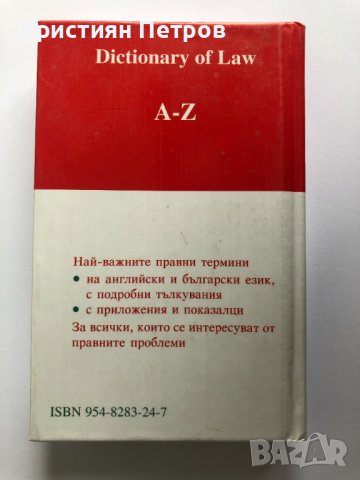 ристиян Петров
Dictionary of Law
A-Z
Най-важните правни термини
• на английски и български език,
с подробни тълкувания
• с приложения и показалци
За всички, които се интересуват от
правните проблеми
ISBN 954-8283-24-7
BAZAR